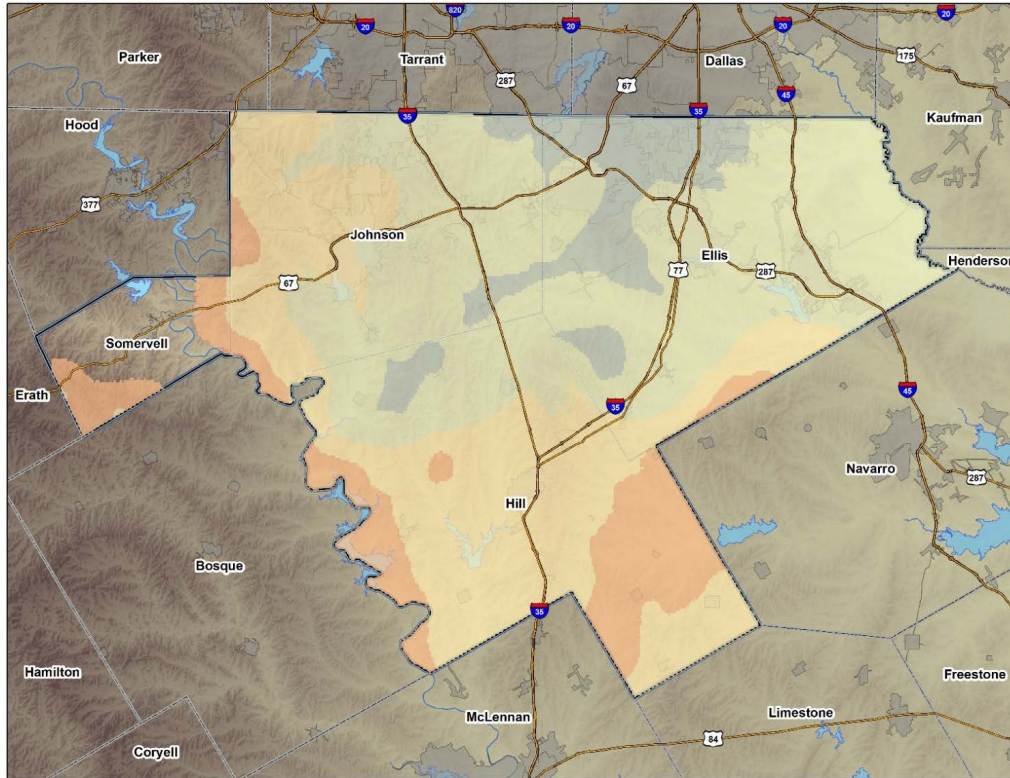 820
20
20
20
20
Parker
Tarrant
Dallas
175
287
67
45
Hood
35
35
Kaufman
377
Johnson
Ellis
Henderson
67
77
287
Somervell
Erath
35
45
Navarro
287
Hill
Bosque
35
Hamilton
Freestone
McLennan
Limestone
84
Coryell